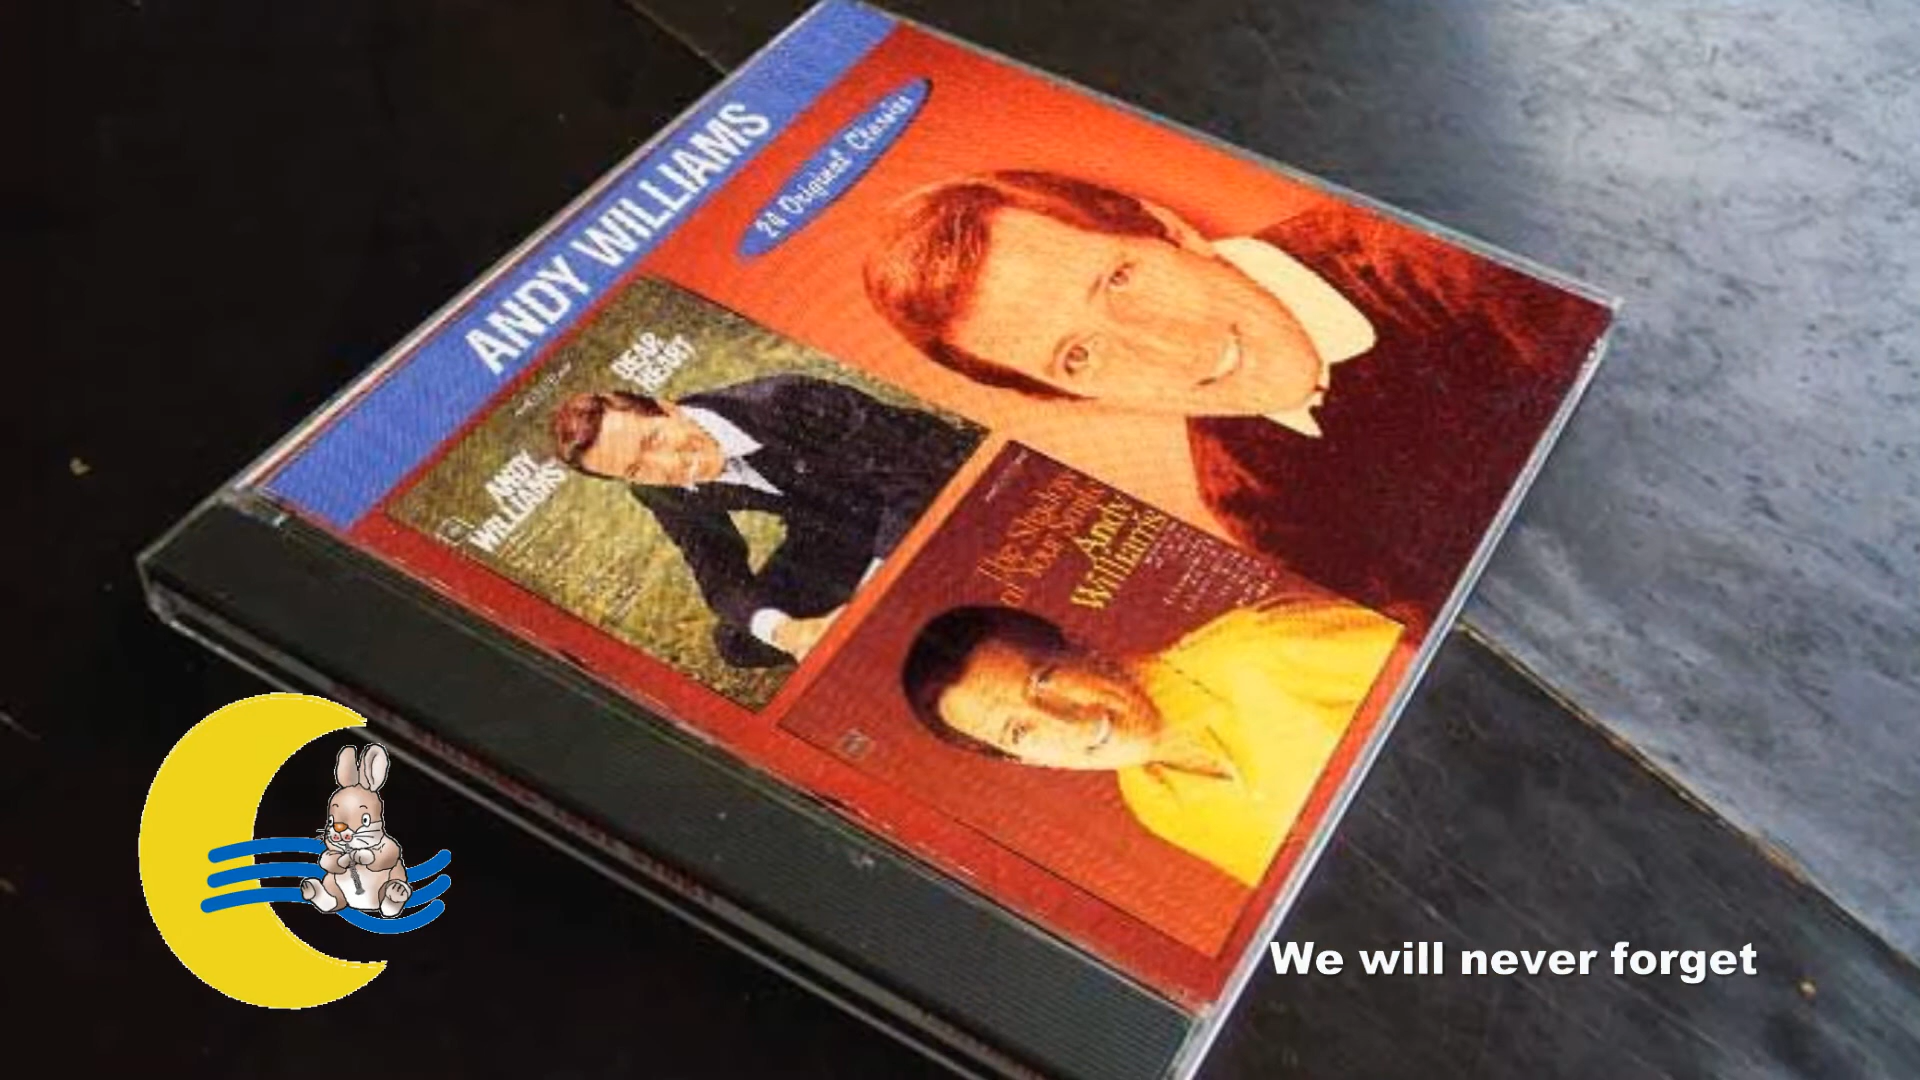 ANDY WILLIAMS
24 Original Classics
DEAR
HEART
ANDY
WILLIAMS
The Shadow
of Your Smile
Andy
Williams
We will never forget